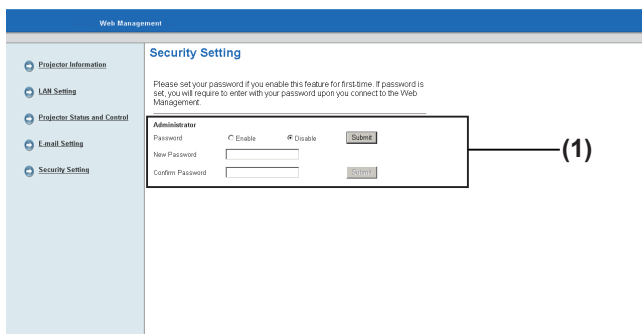 Web Management
Projector Information
LAN Setting
Projector Status and Control
E-mail Setting
Security Setting
Security Setting
Please set your password if you enable this feature for first-time. If password is
set, you will require to enter with your password upon you connect to the Web
Management.
Administrator
Password Enable Disable Submit
New Password
Confirm Password Submit
(1)